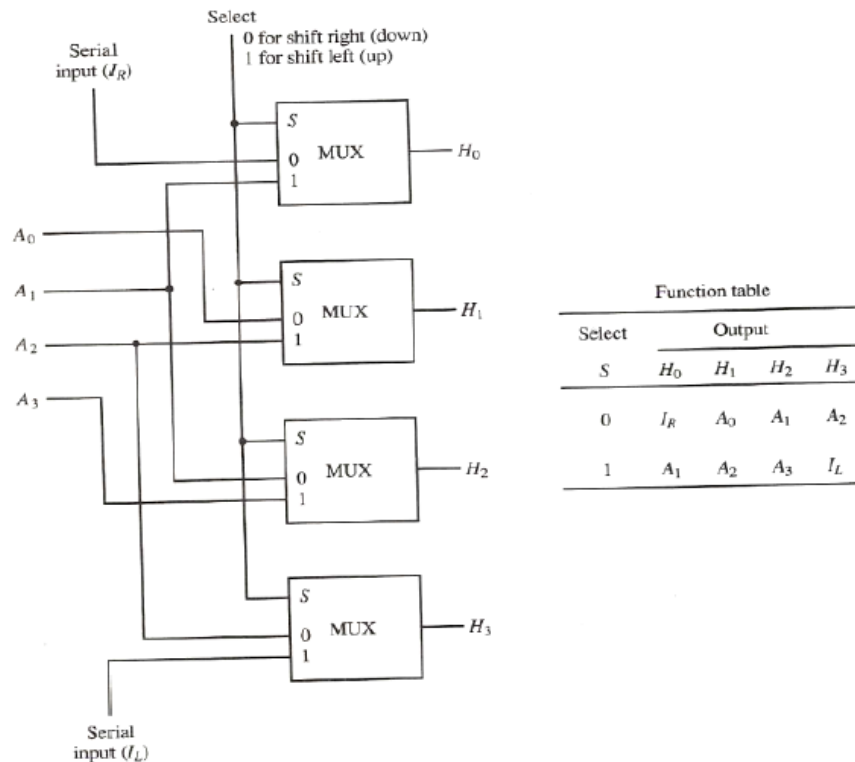 Select
0 for shift right (down)
1 for shift left (up)
Serial
input (I_R)
S
0 MUX
1
H_0
A_0
A_1
A_2
A_3
S
0 MUX
1
H_1
S
0 MUX
1
H_2
S
0 MUX
1
H_3
Serial
input (I_L)
Function table
Select Output
S H_0 H_1 H_2 H_3
0 I_R A_0 A_1 A_2
1 A_1 A_2 A_3 I_L